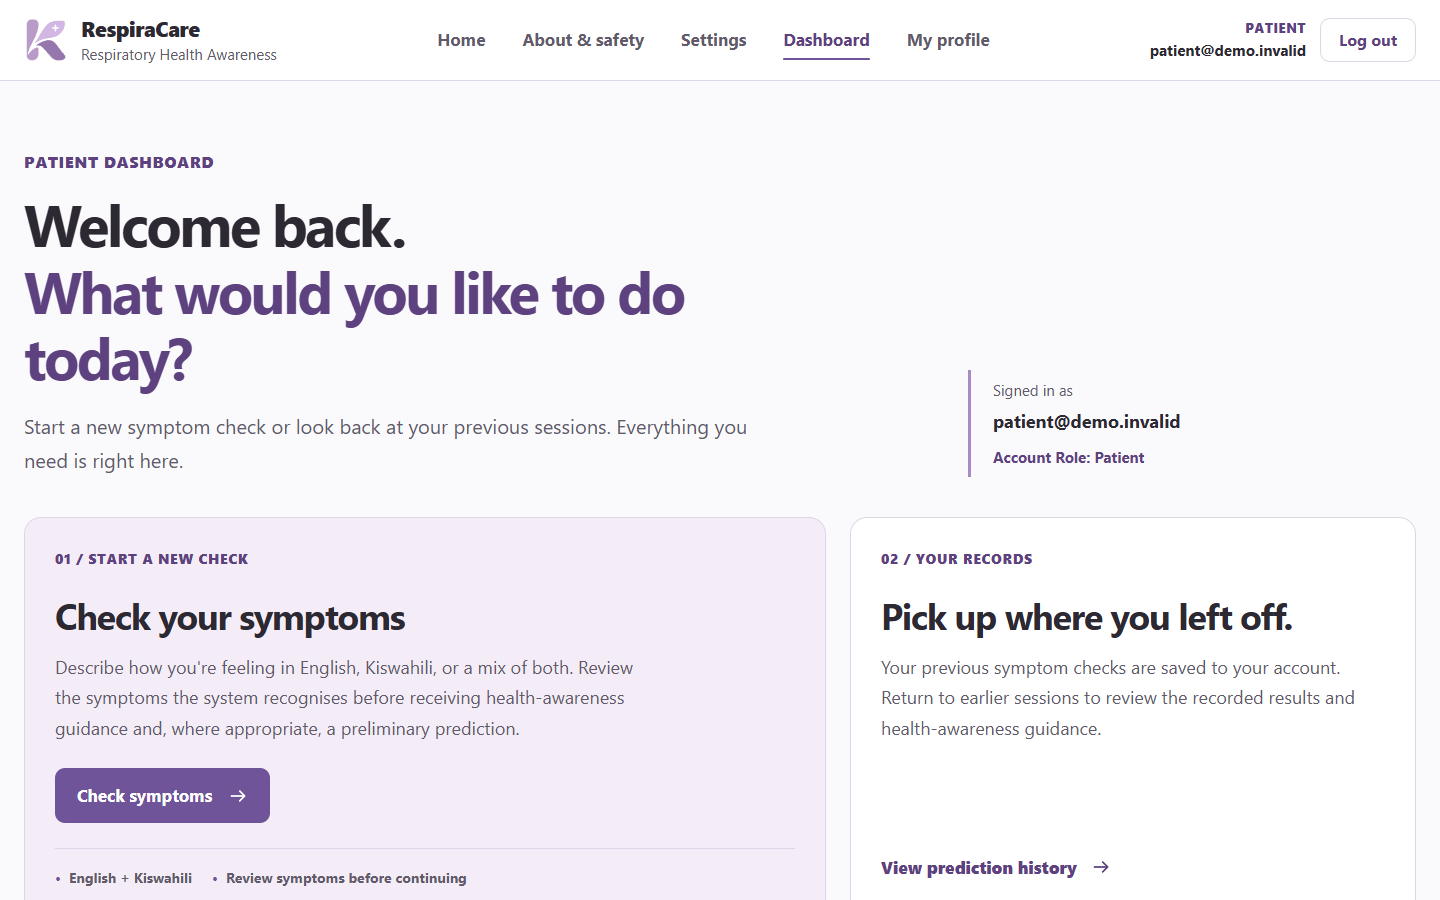 RespiraCare
Respiratory Health Awareness
Home
About & safety
Settings
Dashboard
My profile
PATIENT
patient@demo.invalid
Log out
PATIENT DASHBOARD
Welcome back.
What would you like to do
today?
Start a new symptom check or look back at your previous sessions. Everything you
need is right here.
Signed in as
patient@demo.invalid
Account Role: Patient
01 / START A NEW CHECK
Check your symptoms
Describe how you're feeling in English, Kiswahili, or a mix of both. Review
the symptoms the system recognises before receiving health-awareness
guidance and, where appropriate, a preliminary prediction.
Check symptoms →
• English + Kiswahili
• Review symptoms before continuing
02 / YOUR RECORDS
Pick up where you left off.
Your previous symptom checks are saved to your account.
Return to earlier sessions to review the recorded results and
health-awareness guidance.
View prediction history →